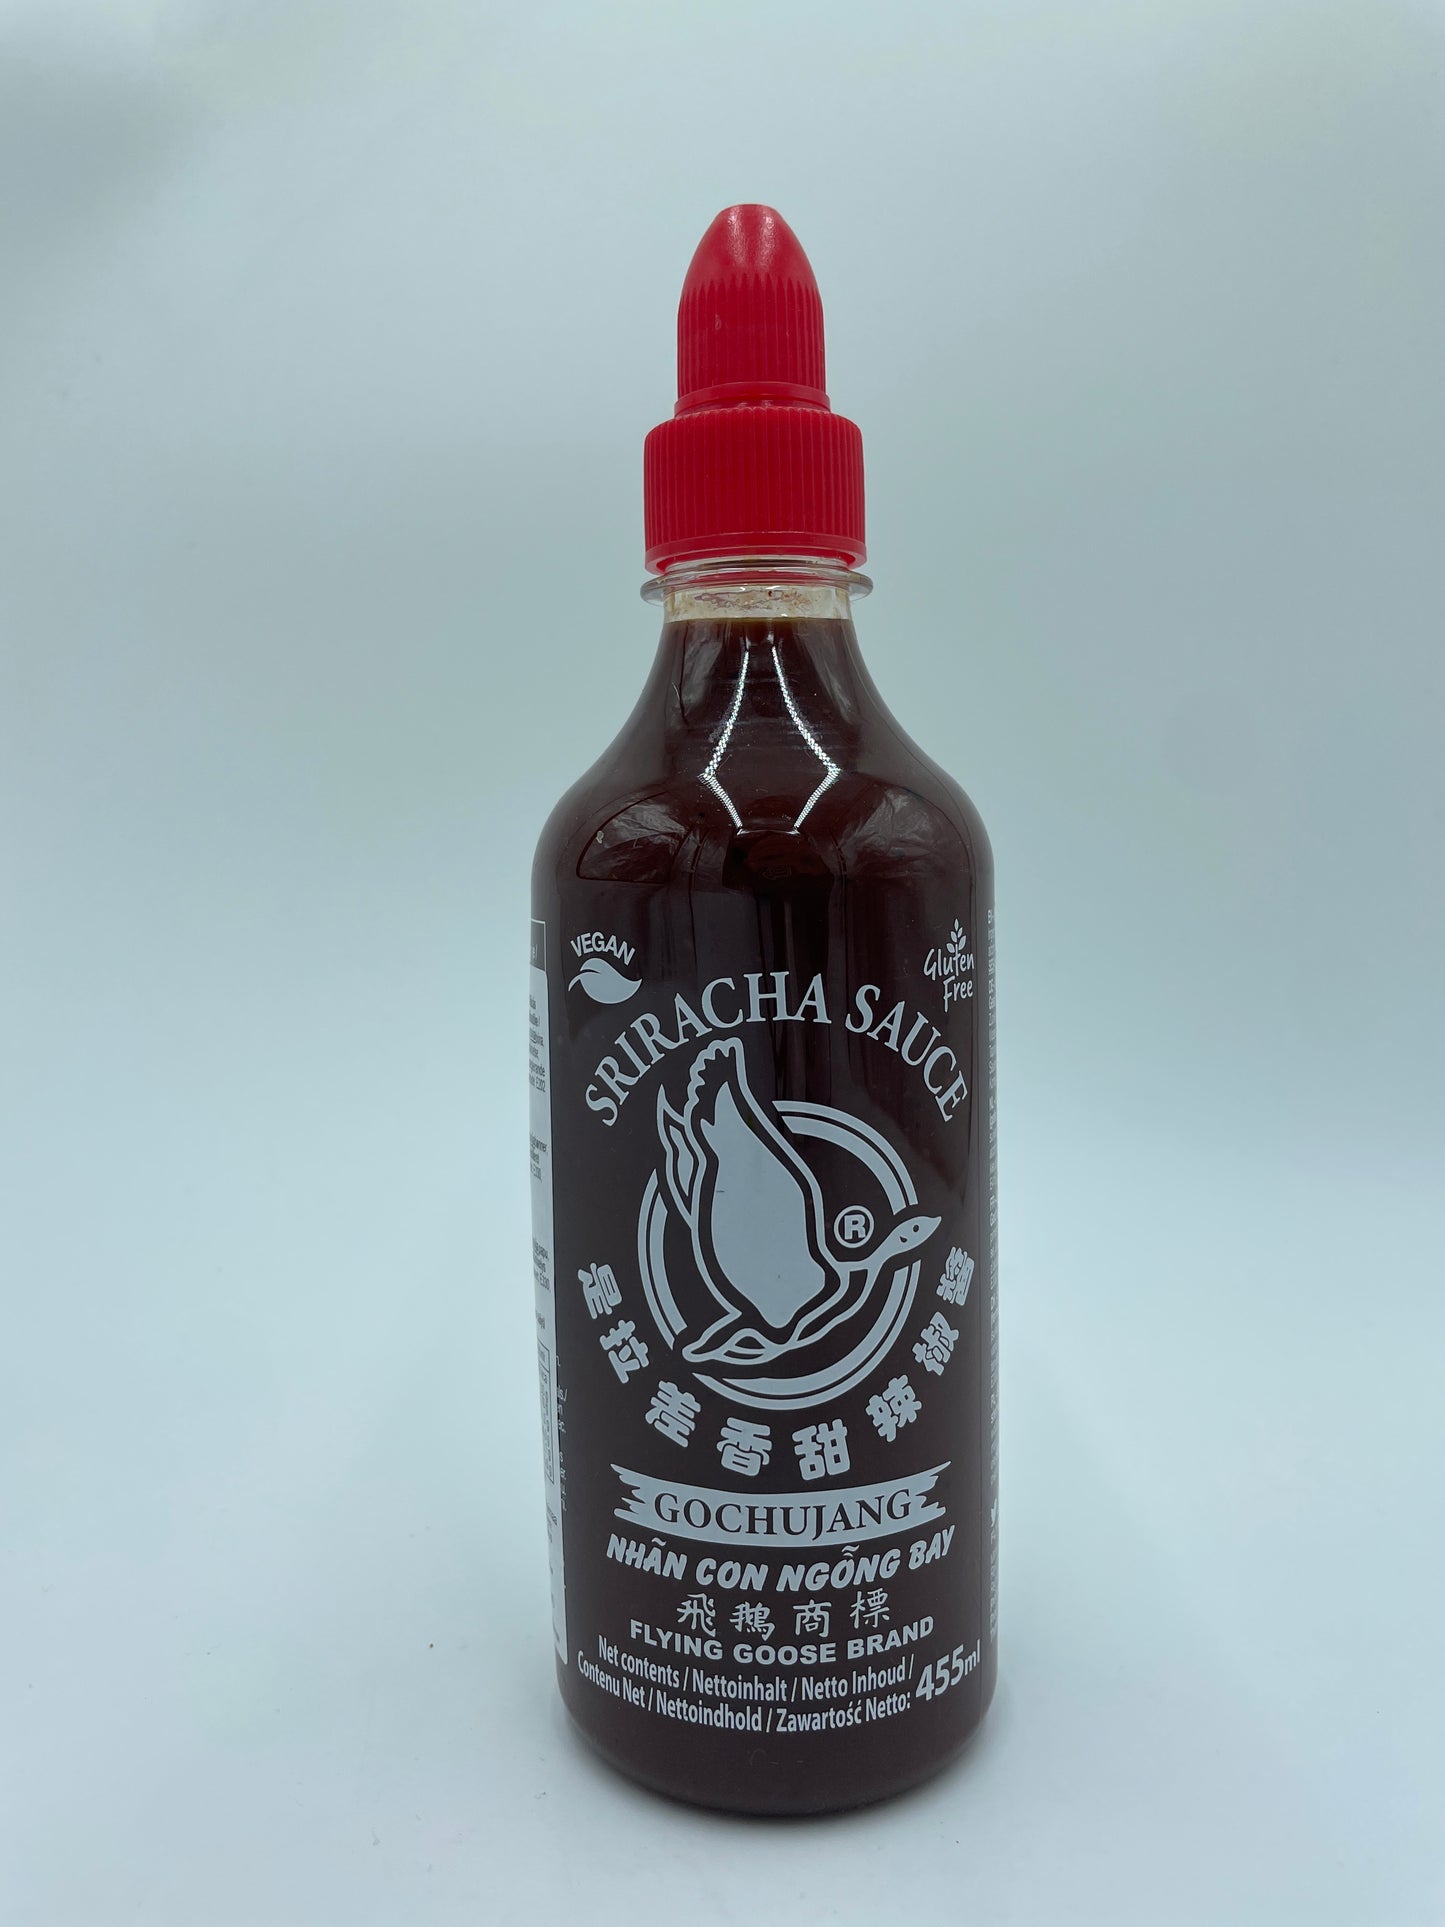 VEGAN
Gluten
Free
SRIRACHA SAUCE
®
是拉差香甜辣椒醬
GOCHUJANG
NHÃN CON NGỖNG BAY
飛鵝商標
FLYING GOOSE BRAND
Net contents / Nettoinhalt / Netto Inhoud /
Contenu Net / Nettoindhold / Zawartość Netto: 455ml